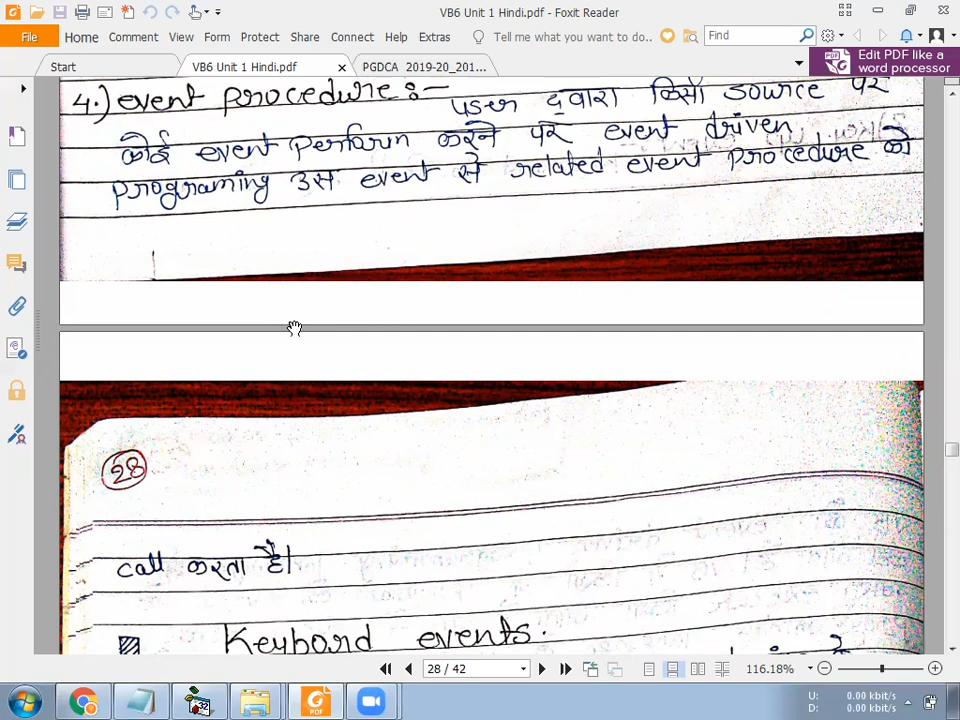 VB6 Unit 1 Hindi.pdf - Foxit Reader
File Home Comment View Form Protect Share Connect Help Extras Tell me what you want... Find
Start VB6 Unit 1 Hindi.pdf PGDCA 2019-20_201... Edit PDF like a
word processor
4.) event procedure :- user द्वारा किसी source पर
कोई event perform करने पर event driven
programing उस event से related event procedure को
28
call करता है।
Keyboard events.
28 / 42 116.18%
U: 0.00 kbit/s
D: 0.00 kbit/s